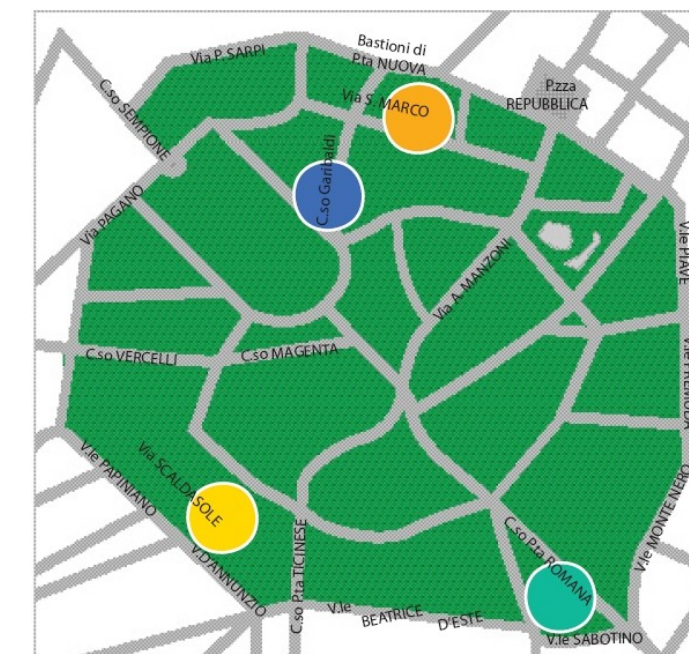 Bastioni di
P.ta NUOVA
Via P. SARPI
P.zza
REPUBBLICA
Via S. MARCO
C.so SEMPIONE
C.so Garibaldi
Via PAGANO
V.le PIAVE
Via A. MANZONI
C.so VERCELLI
C.so MAGENTA
V.le PREMUDA
Via SCALDASOLE
V.le PAPINIANO
V.le MONTE NERO
C.so P.ta ROMANA
V. D'ANNUNZIO
C.so P.ta TICINESE
V.le BEATRICE D'ESTE
V.le SABOTINO